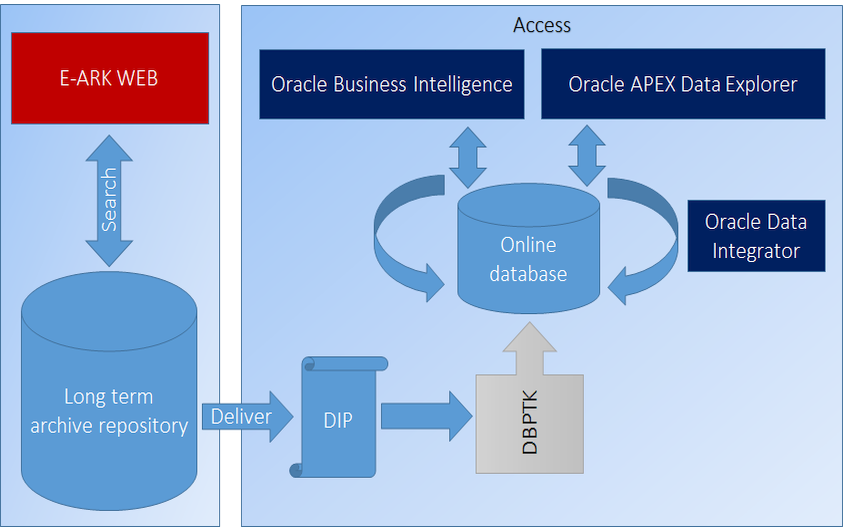 Access
E-ARK WEB
Oracle Business Intelligence
Oracle APEX Data Explorer
Search
Oracle Data
Integrator
Online
database
Long term
archive repository
Deliver
DIP
DBPTK